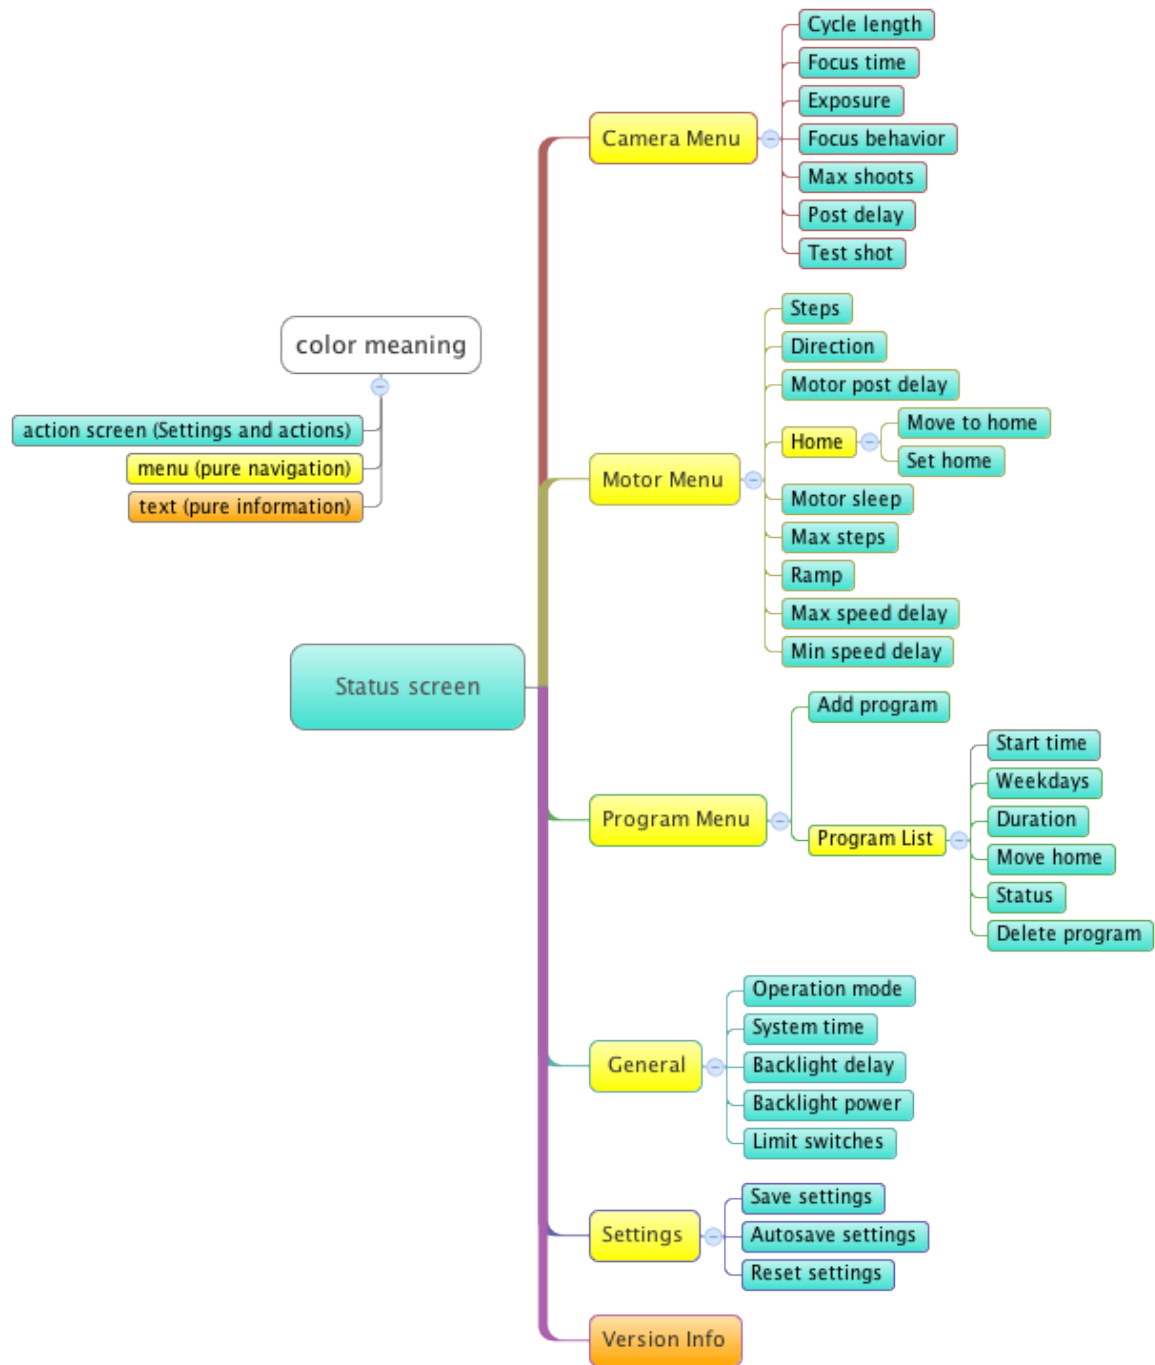 Cycle length
Focus time
Exposure
Camera Menu
Focus behavior
Max shoots
Post delay
Test shot
color meaning
action screen (Settings and actions)
menu (pure navigation)
text (pure information)
Steps
Direction
Motor post delay
Home
Move to home
Set home
Motor Menu
Motor sleep
Max steps
Ramp
Max speed delay
Min speed delay
Status screen
Add program
Program Menu
Program List
Start time
Weekdays
Duration
Move home
Status
Delete program
Operation mode
System time
General
Backlight delay
Backlight power
Limit switches
Save settings
Settings
Autosave settings
Reset settings
Version Info